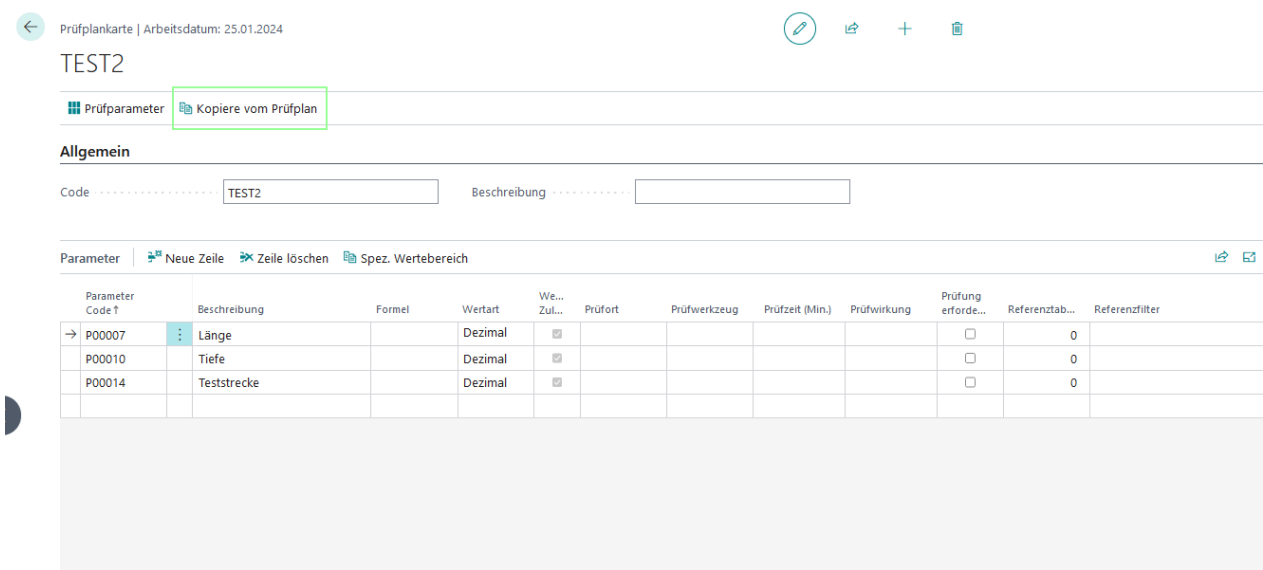 Prüfplankarte | Arbeitsdatum: 25.01.2024
TEST2
Prüfparameter Kopiere vom Prüfplan
Allgemein
Code TEST2 Beschreibung
Parameter Neue Zeile Zeile löschen Spez. Wertebereich
Parameter Code↑ Beschreibung Formel Wertart We... Zul... Prüfort Prüfwerkzeug Prüfzeit (Min.) Prüfwirkung Prüfung erforde... Referenztab... Referenzfilter
P00007 Länge Dezimal 0
P00010 Tiefe Dezimal 0
P00014 Teststrecke Dezimal 0